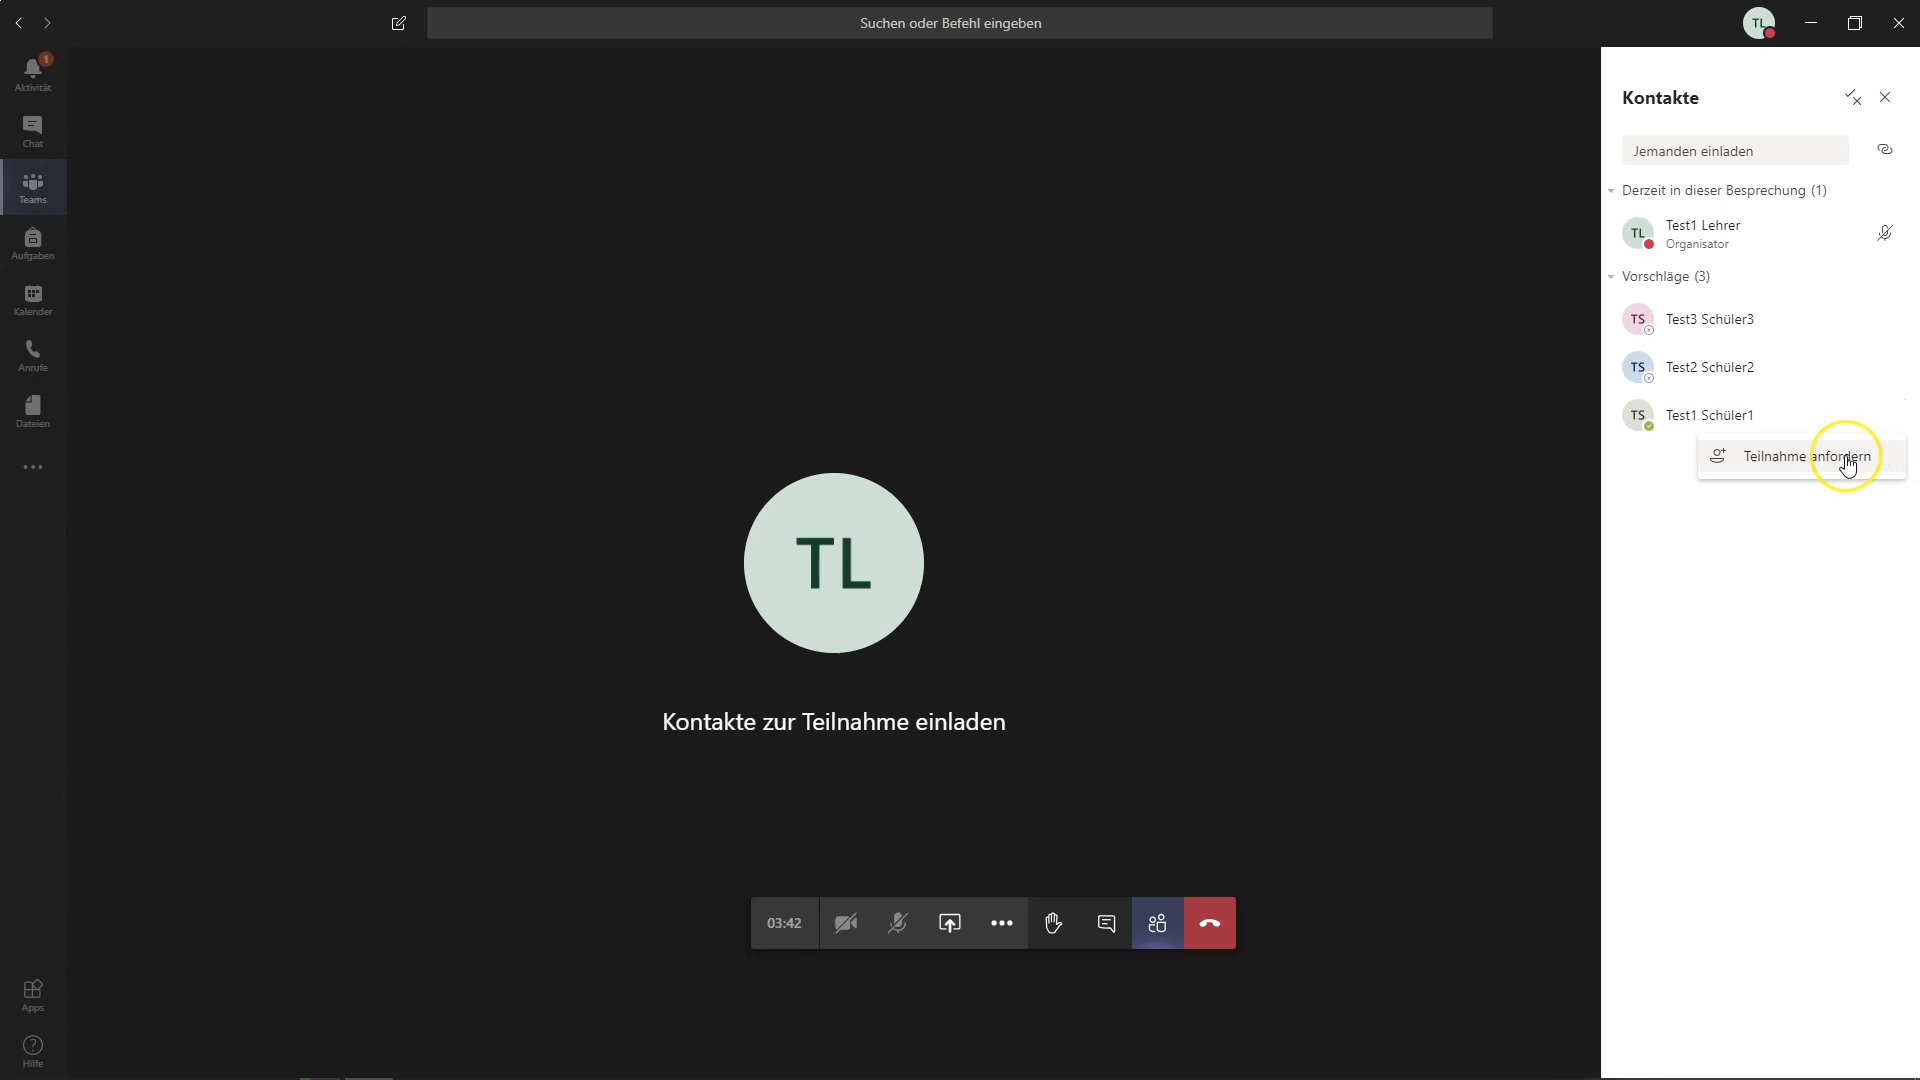 Suchen oder Befehl eingeben
TL
1
Aktivität
Chat
Teams
Aufgaben
Kalender
Anrufe
Dateien
Apps
Hilfe
TL
Kontakte zur Teilnahme einladen
03:42
Kontakte
Jemanden einladen
Derzeit in dieser Besprechung (1)
TL
Test1 Lehrer
Organisator
Vorschläge (3)
TS
Test3 Schüler3
TS
Test2 Schüler2
TS
Test1 Schüler1
Teilnahme anfordern